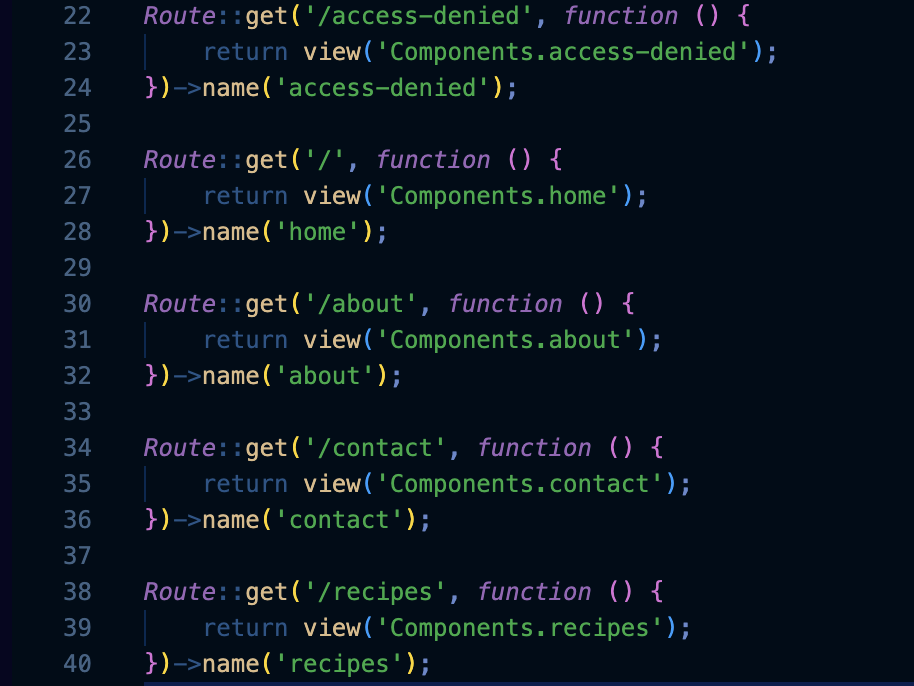 22 Route::get('/access-denied', function () {
23     return view('Components.access-denied');
24 })->name('access-denied');
25
26 Route::get('/', function () {
27     return view('Components.home');
28 })->name('home');
29
30 Route::get('/about', function () {
31     return view('Components.about');
32 })->name('about');
33
34 Route::get('/contact', function () {
35     return view('Components.contact');
36 })->name('contact');
37
38 Route::get('/recipes', function () {
39     return view('Components.recipes');
40 })->name('recipes');